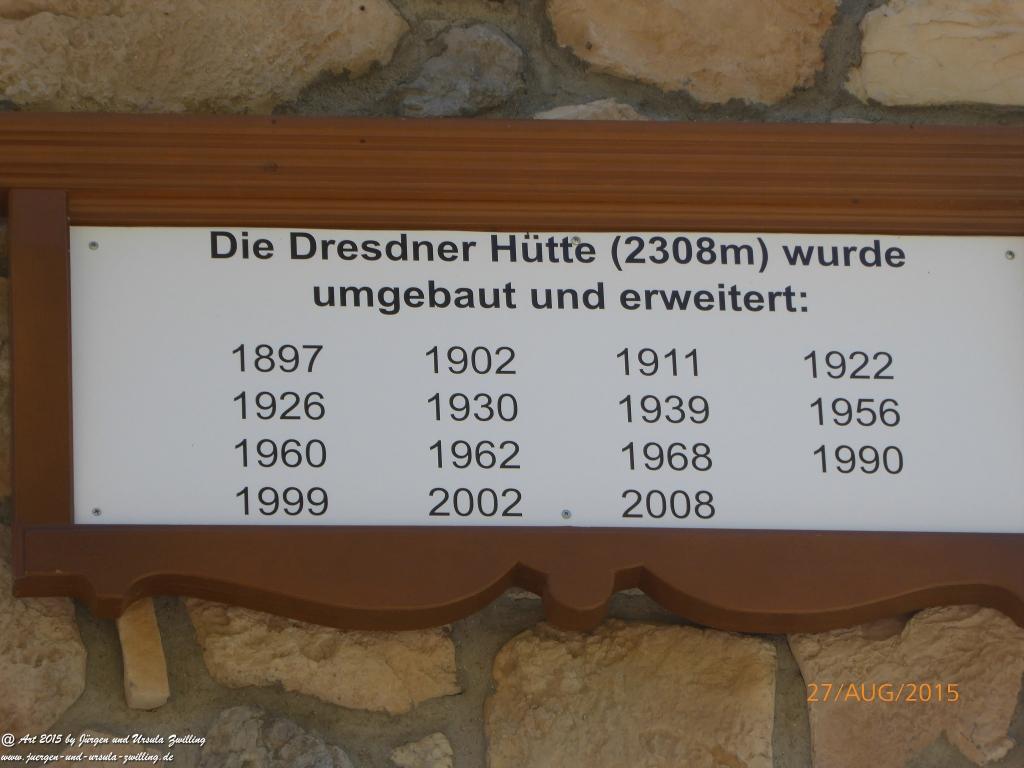 Die Dresdner Hütte (2308m) wurde
umgebaut und erweitert:
1897 1902 1911 1922
1926 1930 1939 1956
1960 1962 1968 1990
1999 2002 2008
27/AUG/2015
@ Art 2015 by Jürgen und Ursula Zwilling
www.juergen-und-ursula-zwilling.de